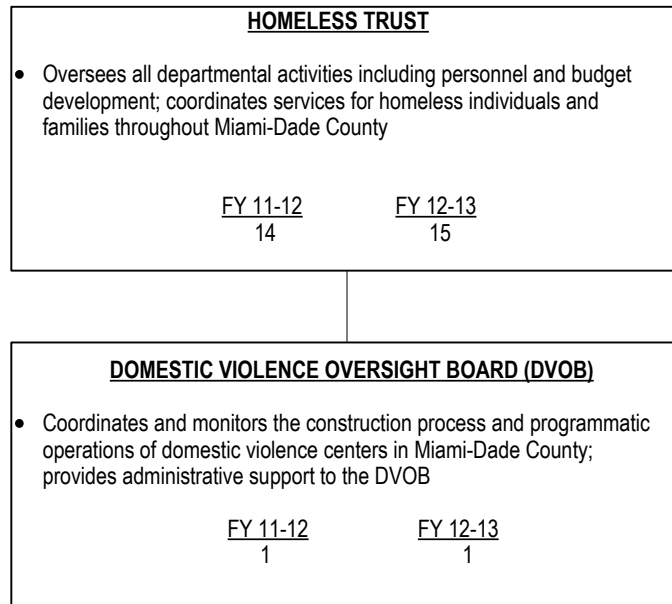 HOMELESS TRUST
• Oversees all departmental activities including personnel and budget
development; coordinates services for homeless individuals and
families throughout Miami-Dade County
FY 11-12 FY 12-13
14 15
DOMESTIC VIOLENCE OVERSIGHT BOARD (DVOB)
• Coordinates and monitors the construction process and programmatic
operations of domestic violence centers in Miami-Dade County;
provides administrative support to the DVOB
FY 11-12 FY 12-13
1 1